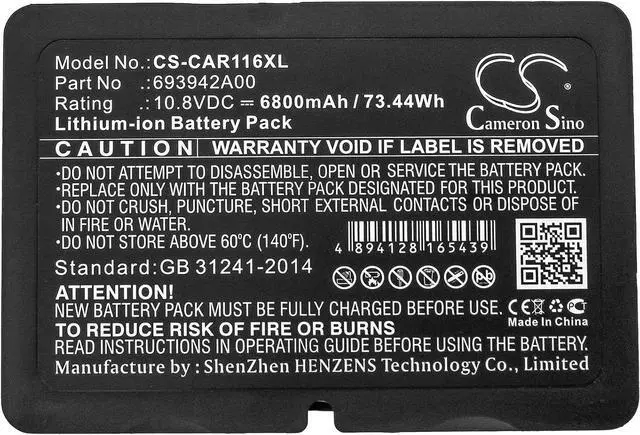 Model No.:CS-CAR116XL
Part No :693942A00
Rating :10.8VDC ⎓ 6800mAh / 73.44Wh
Lithium-ion Battery Pack
CS
Cameron Sino
CAUTION WARRANTY VOID IF LABEL IS REMOVED
•DO NOT ATTEMPT TO DISASSEMBLE, OPEN OR SERVICE THE BATTERY PACK.
•REPLACE ONLY WITH THE BATTERY PACK DESIGNATED FOR THIS PRODUCT.
•DO NOT CRUSH, PUNCTURE, SHORT EXTERNAL CONTACTS OR DISPOSE OF
IN FIRE OR WATER.
•DO NOT STORE ABOVE 60℃ (140℉).
4 894128 165439
Standard:GB 31241-2014
ATTENTION!
NEW BATTERY PACK MUST BE FULLY CHARGED BEFORE FIRST USE.
CE
Made In China
TO REDUCE RISK OF FIRE OR BURNS
READ INSTRUCTIONS IN OPERATING GUIDE BEFORE USING BATTERY PACK.
Manufacture by : ShenZhen HENZENS Technology Co., Limited